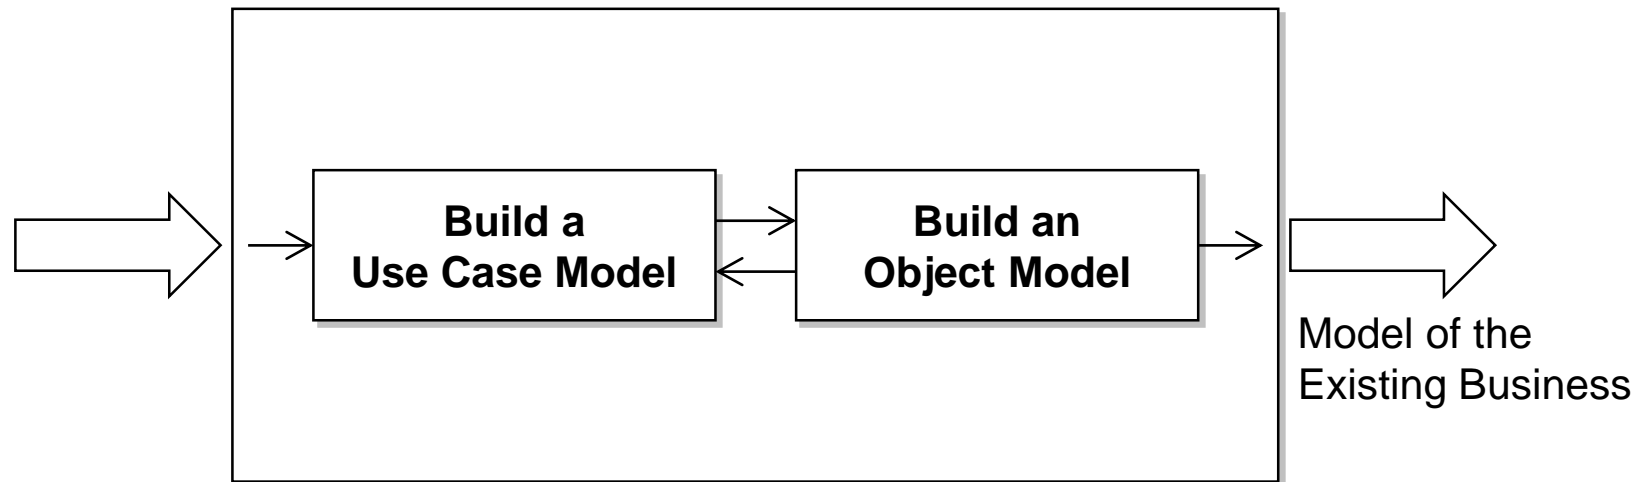 Build a
Use Case Model
Build an
Object Model
Model of the
Existing Business